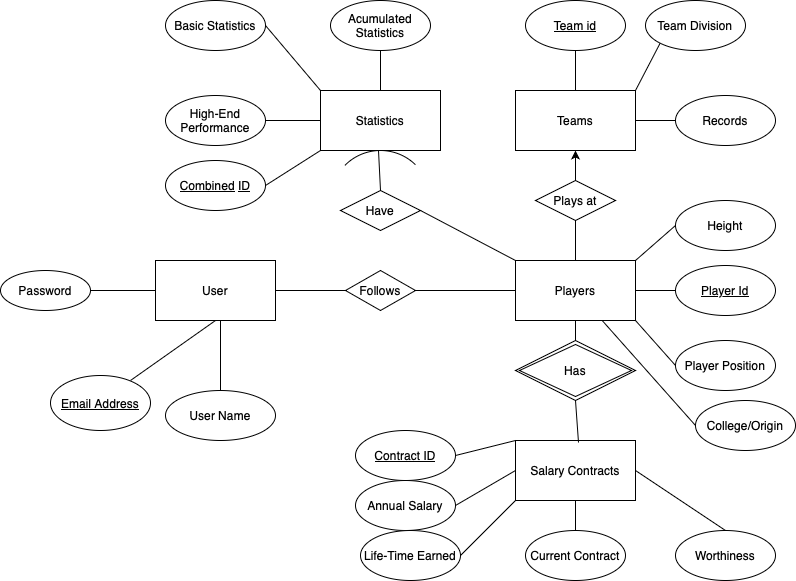 Basic Statistics
Acumulated
Statistics
Team id
Team Division
High-End
Performance
Statistics
Teams
Records
Combined ID
Have
Plays at
Height
Password
User
Follows
Players
Player Id
Email Address
User Name
Has
Player Position
College/Origin
Contract ID
Salary Contracts
Annual Salary
Life-Time Earned
Current Contract
Worthiness